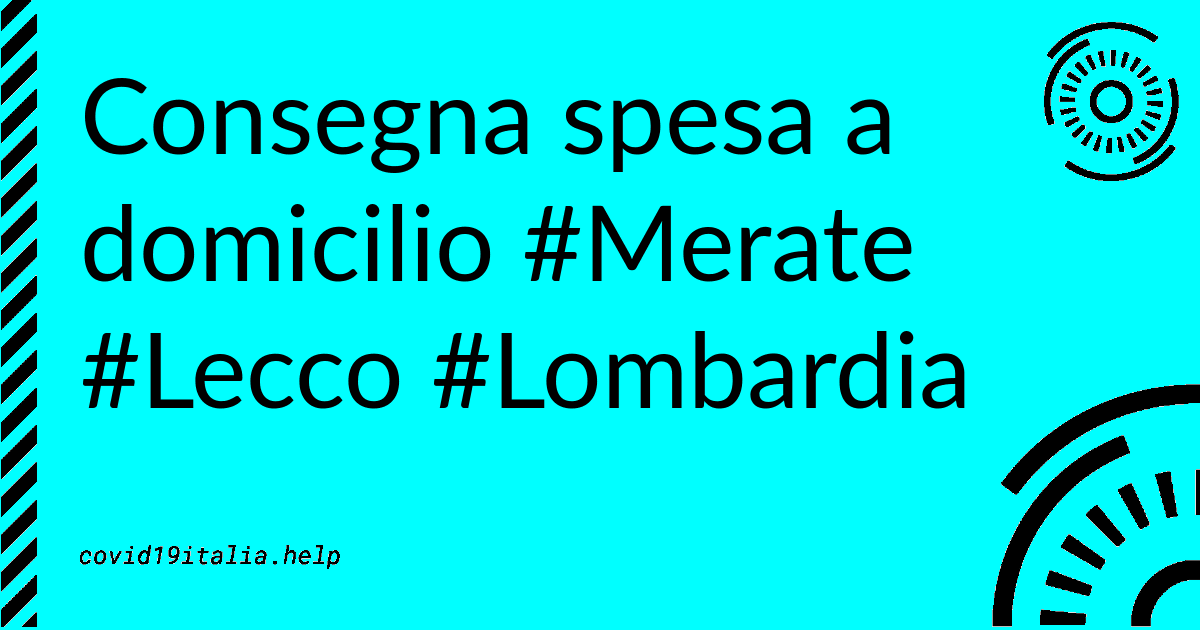 Consegna spesa a
domicilio #Merate
#Lecco #Lombardia
covid19italia.help